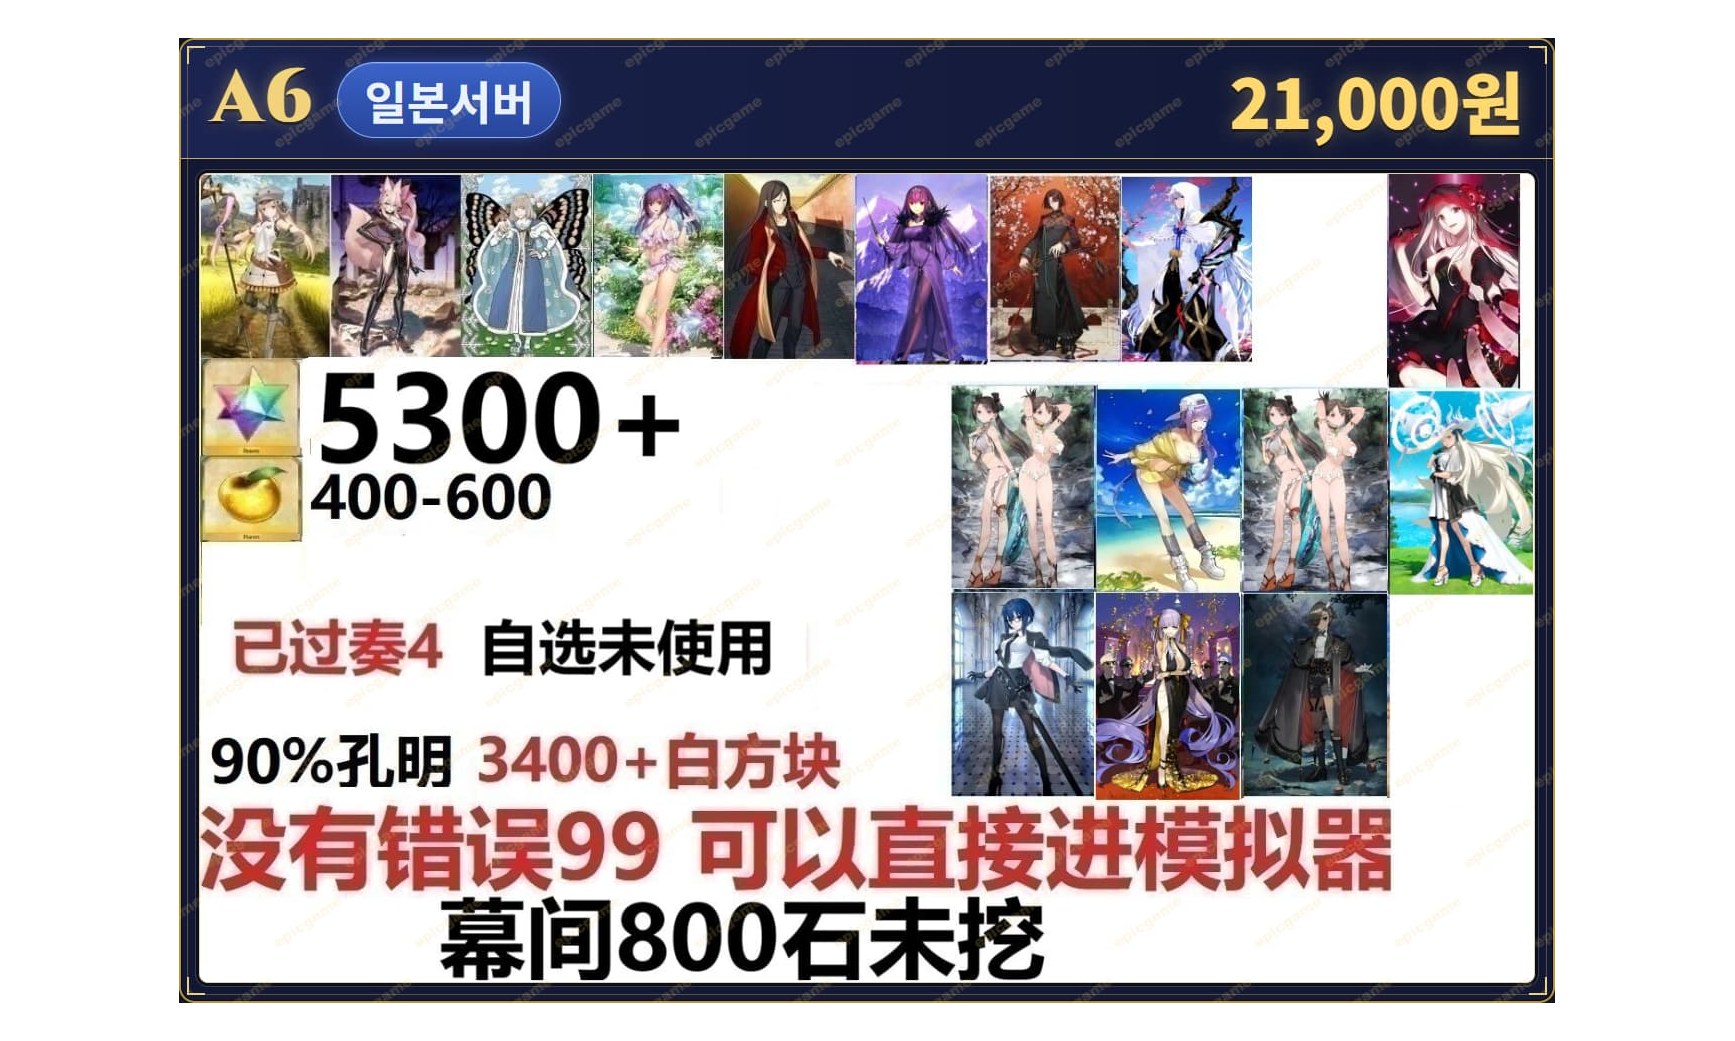 A6 일본서버 21,000원
5300+
400-600
已过奏4 自选未使用
90%孔明 3400+白方块
没有错误99 可以直接进模拟器
幕间800石未挖
epicgame